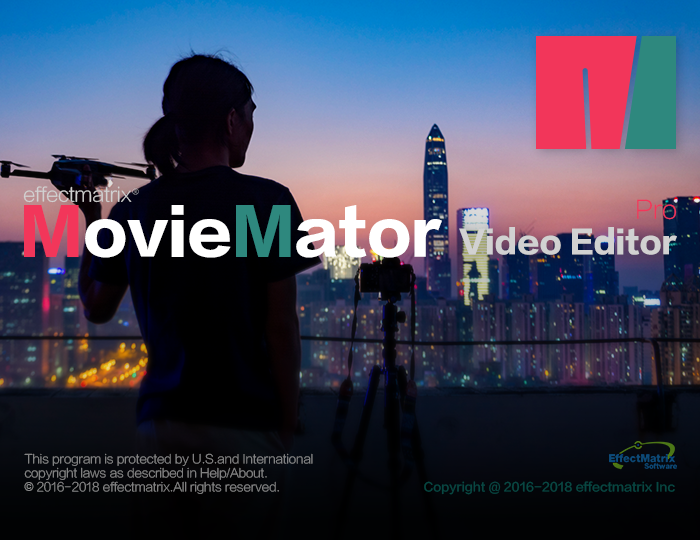 effectmatrix®
MovieMator Video Editor Pro
This program is protected by U.S.and International
copyright laws as described in Help/About.
© 2016-2018 effectmatrix.All rights reserved.
EffectMatrix
Software
Copyright @ 2016-2018 effectmatrix Inc